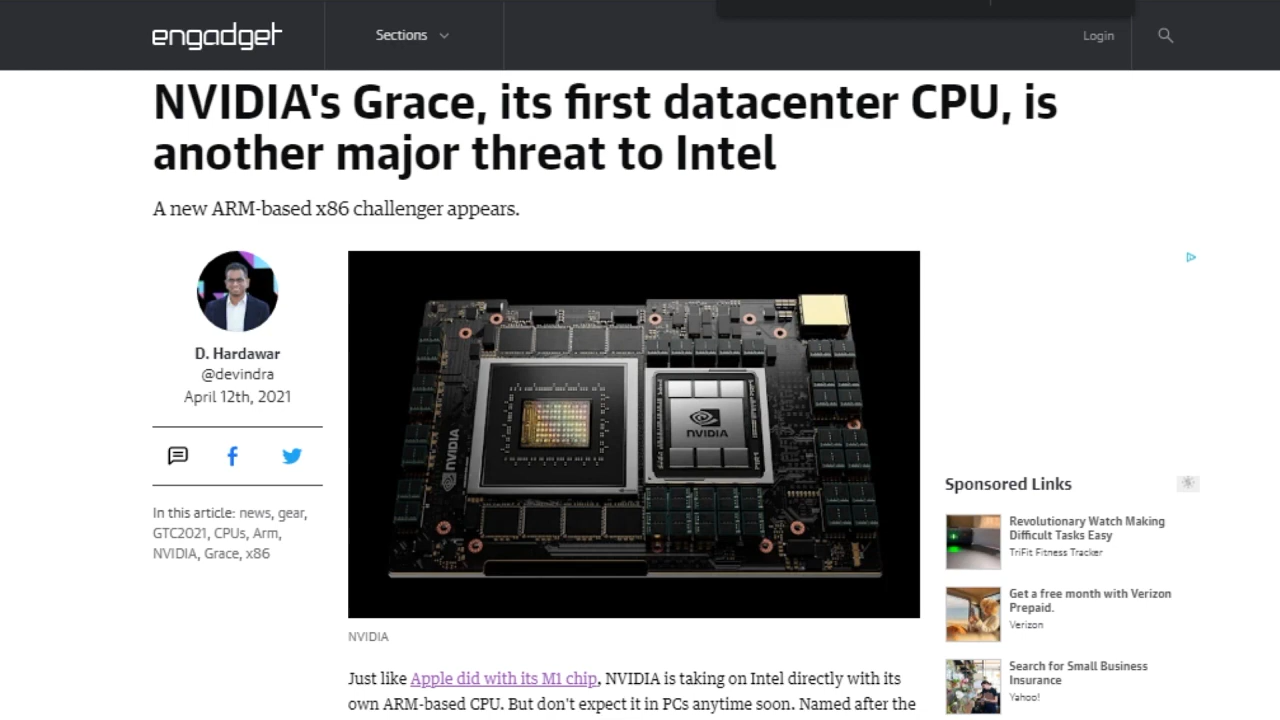 engadget
Sections
Login
NVIDIA's Grace, its first datacenter CPU, is
another major threat to Intel
A new ARM-based x86 challenger appears.
D. Hardawar
@devindra
April 12th, 2021
In this article: news, gear,
GTC2021, CPUs, Arm,
NVIDIA, Grace, x86
NVIDIA
NVIDIA
NVIDIA
Just like Apple did with its M1 chip, NVIDIA is taking on Intel directly with its
own ARM-based CPU. But don't expect it in PCs anytime soon. Named after the
Sponsored Links
Revolutionary Watch Making
Difficult Tasks Easy
TriFit Fitness Tracker
Get a free month with Verizon
Prepaid.
Verizon
Search for Small Business
Insurance
Yahoo!